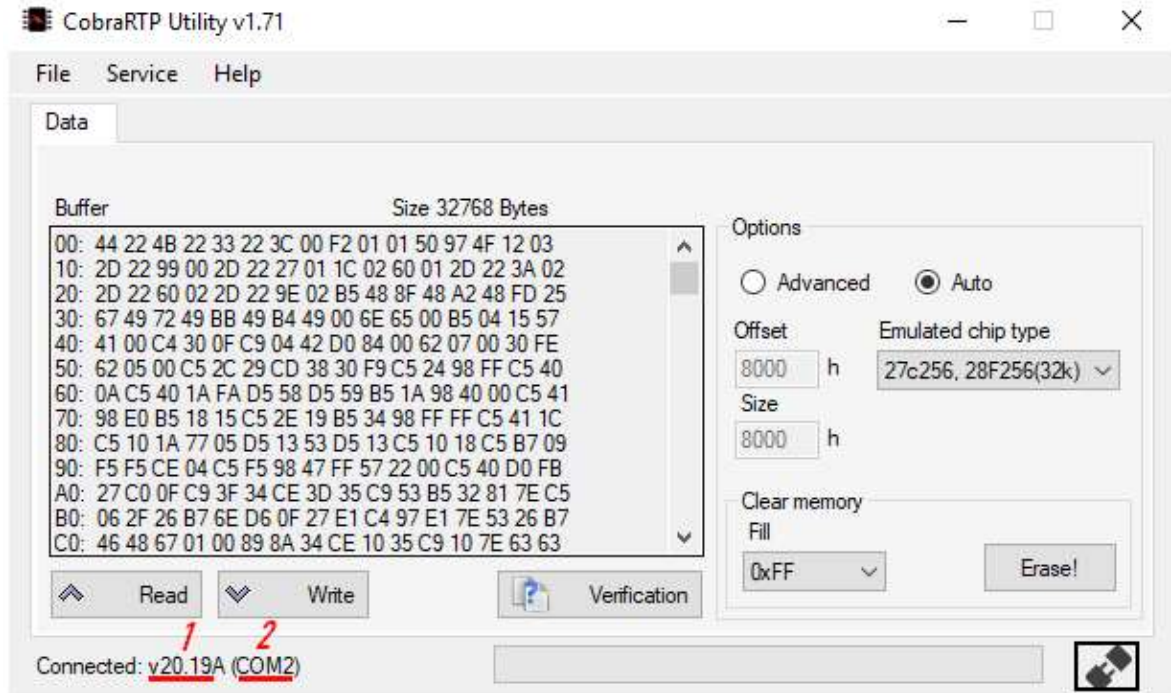 CobraRTP Utility v1.71
File Service Help
Data
Buffer Size 32768 Bytes
00: 44 22 4B 22 33 22 3C 00 F2 01 01 50 97 4F 12 03
10: 2D 22 99 00 2D 22 27 01 1C 02 60 01 2D 22 3A 02
20: 2D 22 60 02 2D 22 9E 02 B5 48 8F 48 A2 48 FD 25
30: 67 49 72 49 BB 49 B4 49 00 6E 65 00 B5 04 15 57
40: 41 00 C4 30 0F C9 04 42 D0 84 00 62 07 00 30 FE
50: 62 05 00 C5 2C 29 CD 38 30 F9 C5 24 98 FF C5 40
60: 0A C5 40 1A FA D5 58 D5 59 B5 1A 98 40 00 C5 41
70: 98 E0 B5 18 15 C5 2E 19 B5 34 98 FF FF C5 41 1C
80: C5 10 1A 77 05 D5 13 53 D5 13 C5 10 18 C5 B7 09
90: F5 F5 CE 04 C5 F5 98 47 FF 57 22 00 C5 40 D0 FB
A0: 27 C0 0F C9 3F 34 CE 3D 35 C9 53 B5 32 81 7E C5
B0: 06 2F 26 B7 6E D6 0F 27 E1 C4 97 E1 7E 53 26 B7
C0: 46 48 67 01 00 89 8A 34 CE 10 35 C9 10 7E 63 63
Read Write Verification
Options
Advanced Auto
Offset Emulated chip type
8000 h 27c256, 28F256(32k)
Size
8000 h
Clear memory
Fill
0xFF Erase!
1 2
Connected: v20.19A (COM2)